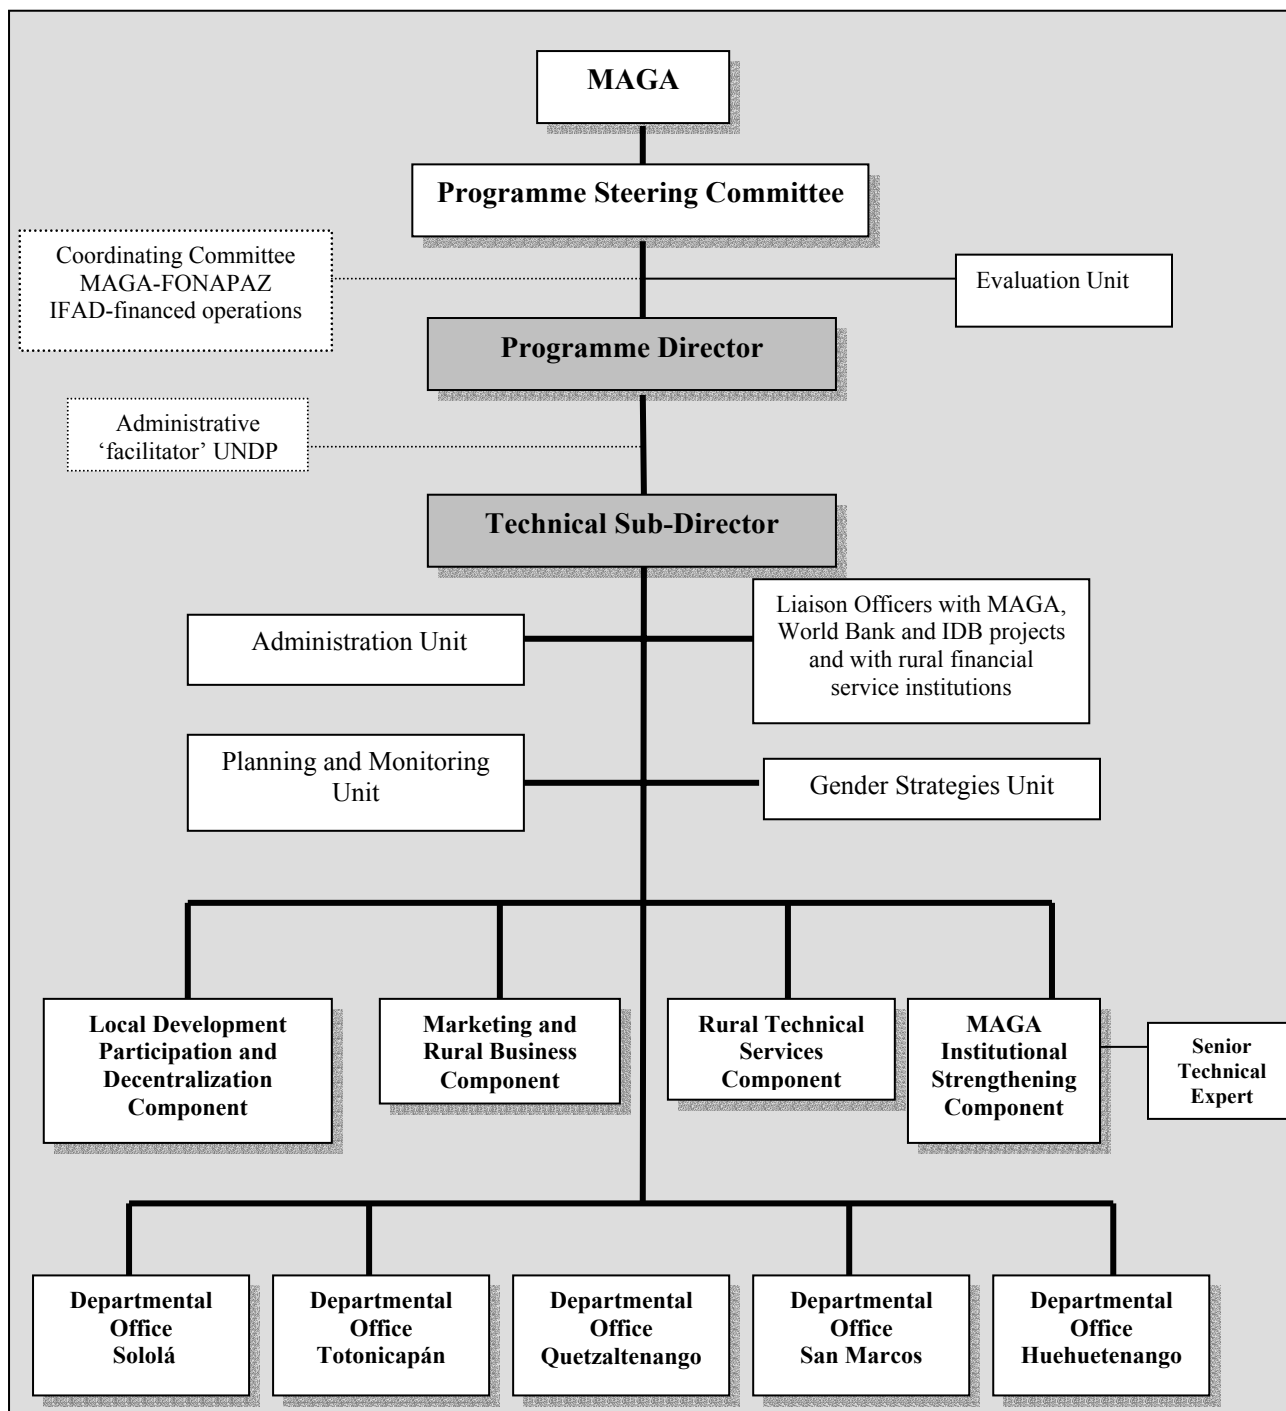 MAGA
Programme Steering Committee
Coordinating Committee
MAGA-FONAPAZ
IFAD-financed operations
Evaluation Unit
Programme Director
Administrative
‘facilitator’ UNDP
Technical Sub-Director
Administration Unit
Liaison Officers with MAGA,
World Bank and IDB projects
and with rural financial
service institutions
Planning and Monitoring
Unit
Gender Strategies Unit
Local Development
Participation and
Decentralization
Component
Marketing and
Rural Business
Component
Rural Technical
Services
Component
MAGA
Institutional
Strengthening
Component
Senior
Technical
Expert
Departmental
Office
Sololá
Departmental
Office
Totonicapán
Departmental
Office
Quetzaltenango
Departmental
Office
San Marcos
Departmental
Office
Huehuetenango